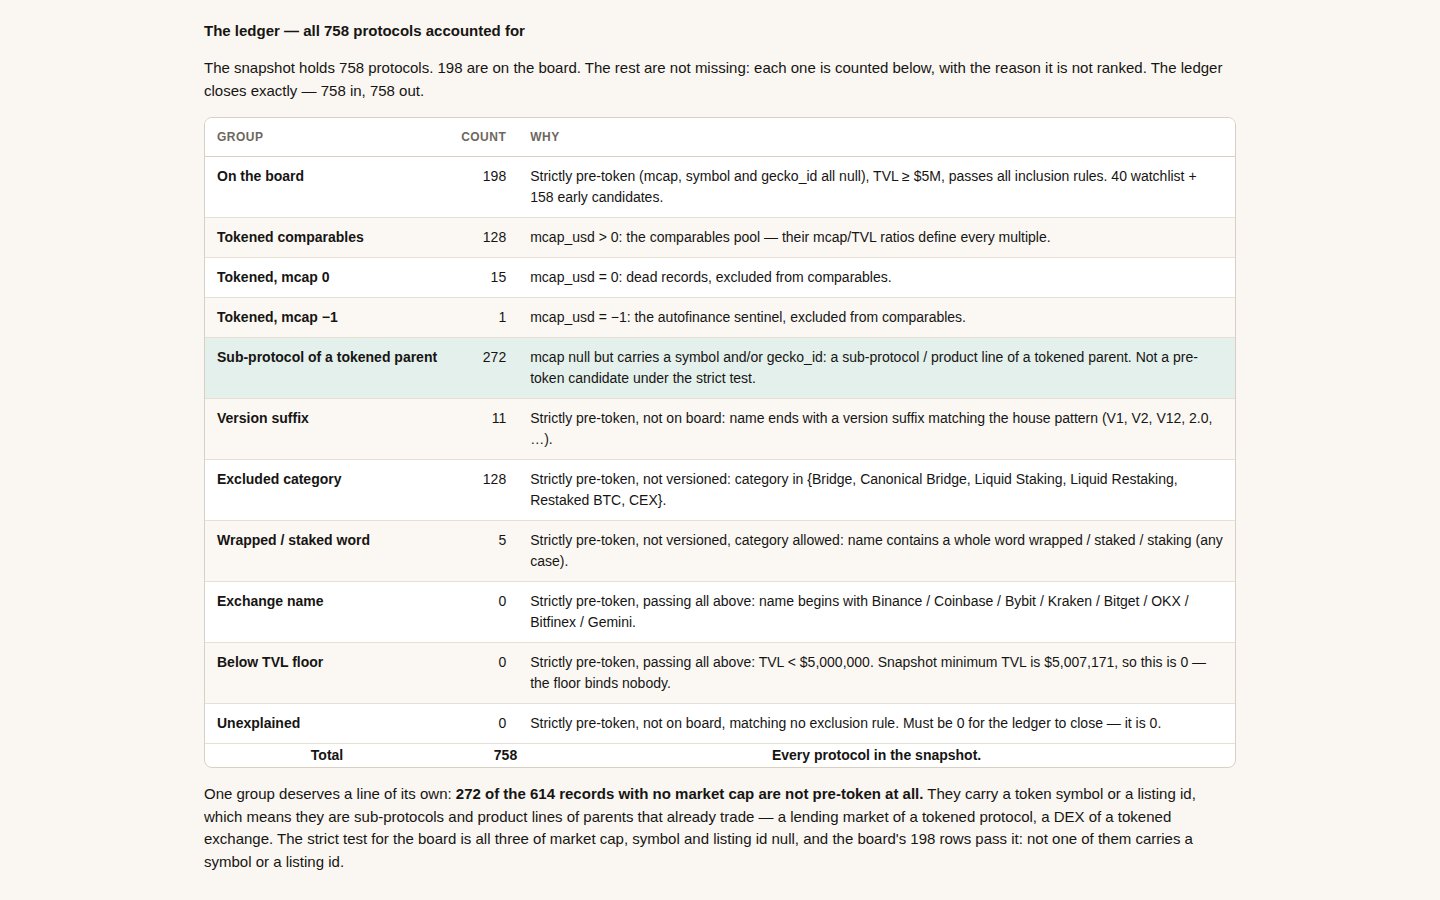 The ledger — all 758 protocols accounted for
The snapshot holds 758 protocols. 198 are on the board. The rest are not missing: each one is counted below, with the reason it is not ranked. The ledger
closes exactly — 758 in, 758 out.
GROUP COUNT WHY
On the board 198 Strictly pre-token (mcap, symbol and gecko_id all null), TVL ≥ $5M, passes all inclusion rules. 40 watchlist +
158 early candidates.
Tokened comparables 128 mcap_usd > 0: the comparables pool — their mcap/TVL ratios define every multiple.
Tokened, mcap 0 15 mcap_usd = 0: dead records, excluded from comparables.
Tokened, mcap −1 1 mcap_usd = −1: the autofinance sentinel, excluded from comparables.
Sub-protocol of a tokened parent 272 mcap null but carries a symbol and/or gecko_id: a sub-protocol / product line of a tokened parent. Not a pre-
token candidate under the strict test.
Version suffix 11 Strictly pre-token, not on board: name ends with a version suffix matching the house pattern (V1, V2, V12, 2.0,
…).
Excluded category 128 Strictly pre-token, not versioned: category in {Bridge, Canonical Bridge, Liquid Staking, Liquid Restaking,
Restaked BTC, CEX}.
Wrapped / staked word 5 Strictly pre-token, not versioned, category allowed: name contains a whole word wrapped / staked / staking (any
case).
Exchange name 0 Strictly pre-token, passing all above: name begins with Binance / Coinbase / Bybit / Kraken / Bitget / OKX /
Bitfinex / Gemini.
Below TVL floor 0 Strictly pre-token, passing all above: TVL < $5,000,000. Snapshot minimum TVL is $5,007,171, so this is 0 —
the floor binds nobody.
Unexplained 0 Strictly pre-token, not on board, matching no exclusion rule. Must be 0 for the ledger to close — it is 0.
Total 758 Every protocol in the snapshot.
One group deserves a line of its own: 272 of the 614 records with no market cap are not pre-token at all. They carry a token symbol or a listing id,
which means they are sub-protocols and product lines of parents that already trade — a lending market of a tokened protocol, a DEX of a tokened
exchange. The strict test for the board is all three of market cap, symbol and listing id null, and the board's 198 rows pass it: not one of them carries a
symbol or a listing id.